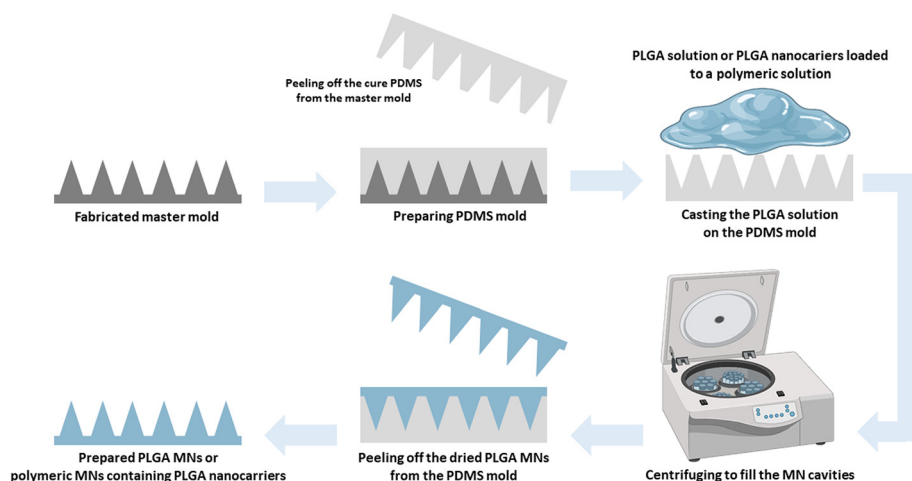 Peeling off the cure PDMS
from the master mold
PLGA solution or PLGA nanocariers loaded
to a polymeric solution
Fabricated master mold
Preparing PDMS mold
Casting the PLGA solution
on the PDMS mold
Prepared PLGA MNs or
polymeric MNs containing PLGA nanocarriers
Peeling off the dried PLGA MNs
from the PDMS mold
Centrifuging to fill the MN cavities